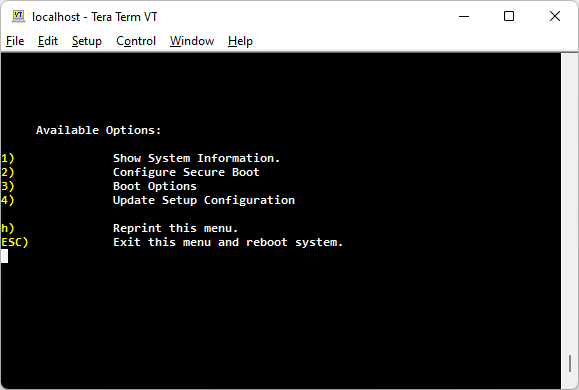 VT
localhost - Tera Term VT
File Edit Setup Control Window Help
Available Options:
1) Show System Information.
2) Configure Secure Boot
3) Boot Options
4) Update Setup Configuration
h) Reprint this menu.
ESC) Exit this menu and reboot system.